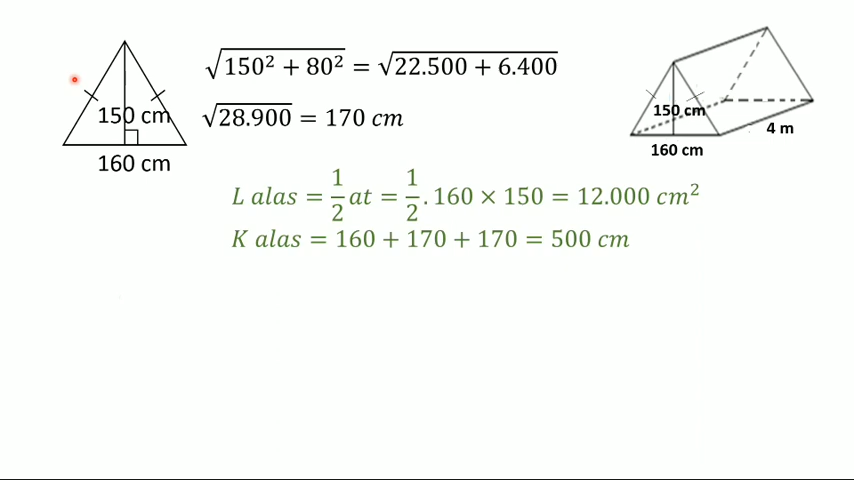 150 cm
160 cm
√(150² + 80²) = √(22.500 + 6.400)
√28.900 = 170 cm
150 cm
4 m
160 cm
L alas = 1/2 at = 1/2 . 160 × 150 = 12.000 cm²
K alas = 160 + 170 + 170 = 500 cm